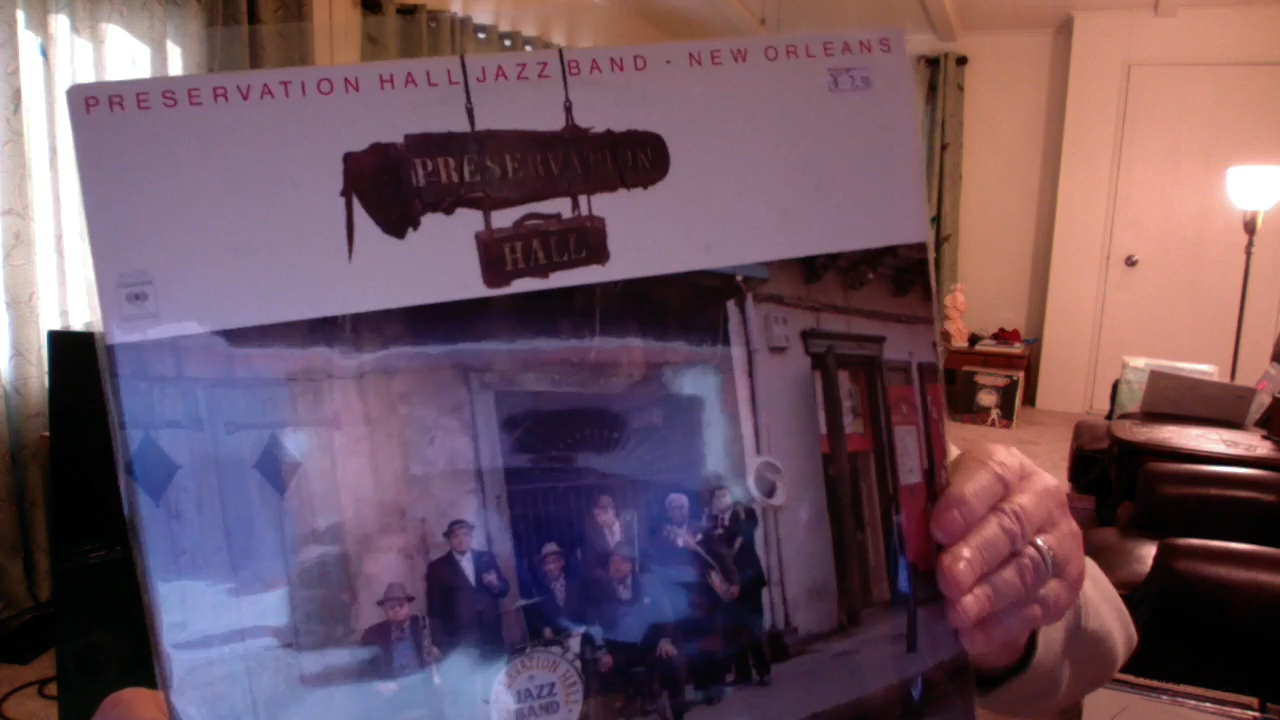 PRESERVATION HALL JAZZ BAND - NEW ORLEANS
PRESERVATION
HALL
JAZZ
BAND